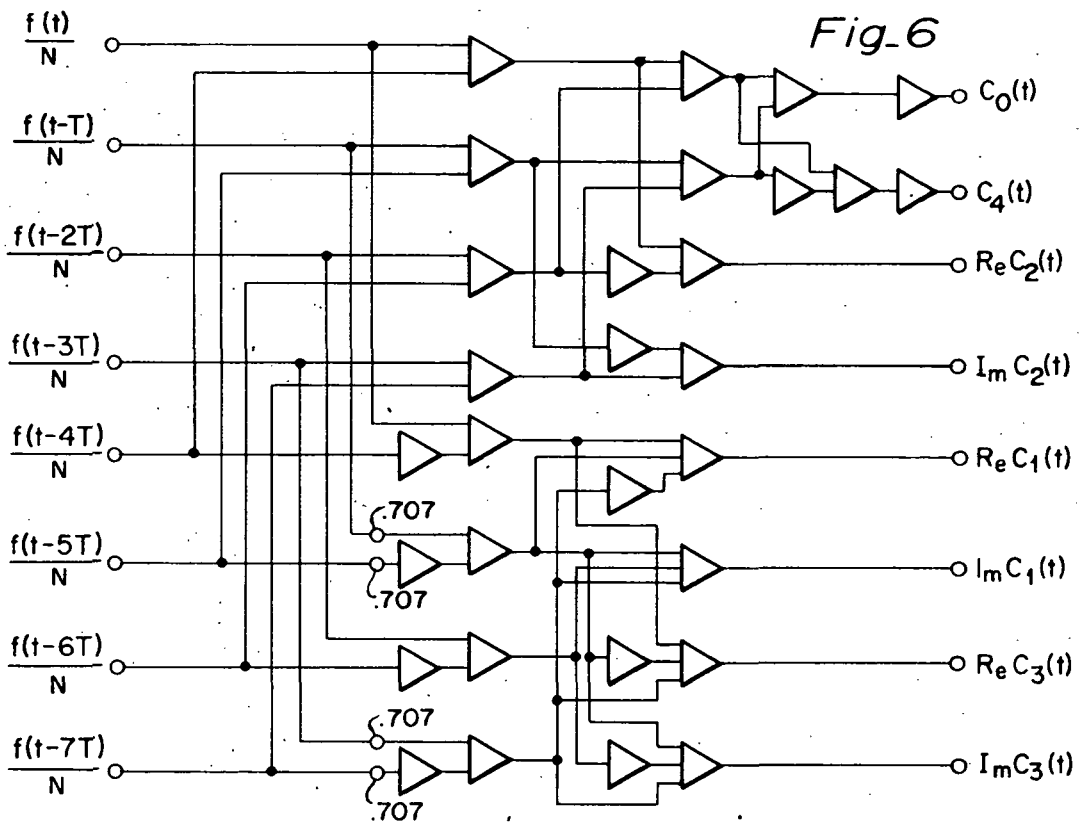 Fig_6
f(t)
N
C0(t)
f(t-T)
N
C4(t)
f(t-2T)
N
ReC2(t)
f(t-3T)
N
ImC2(t)
f(t-4T)
N
ReC1(t)
.707
f(t-5T)
N
ImC1(t)
.707
f(t-6T)
N
ReC3(t)
.707
f(t-7T)
N
ImC3(t)
.707